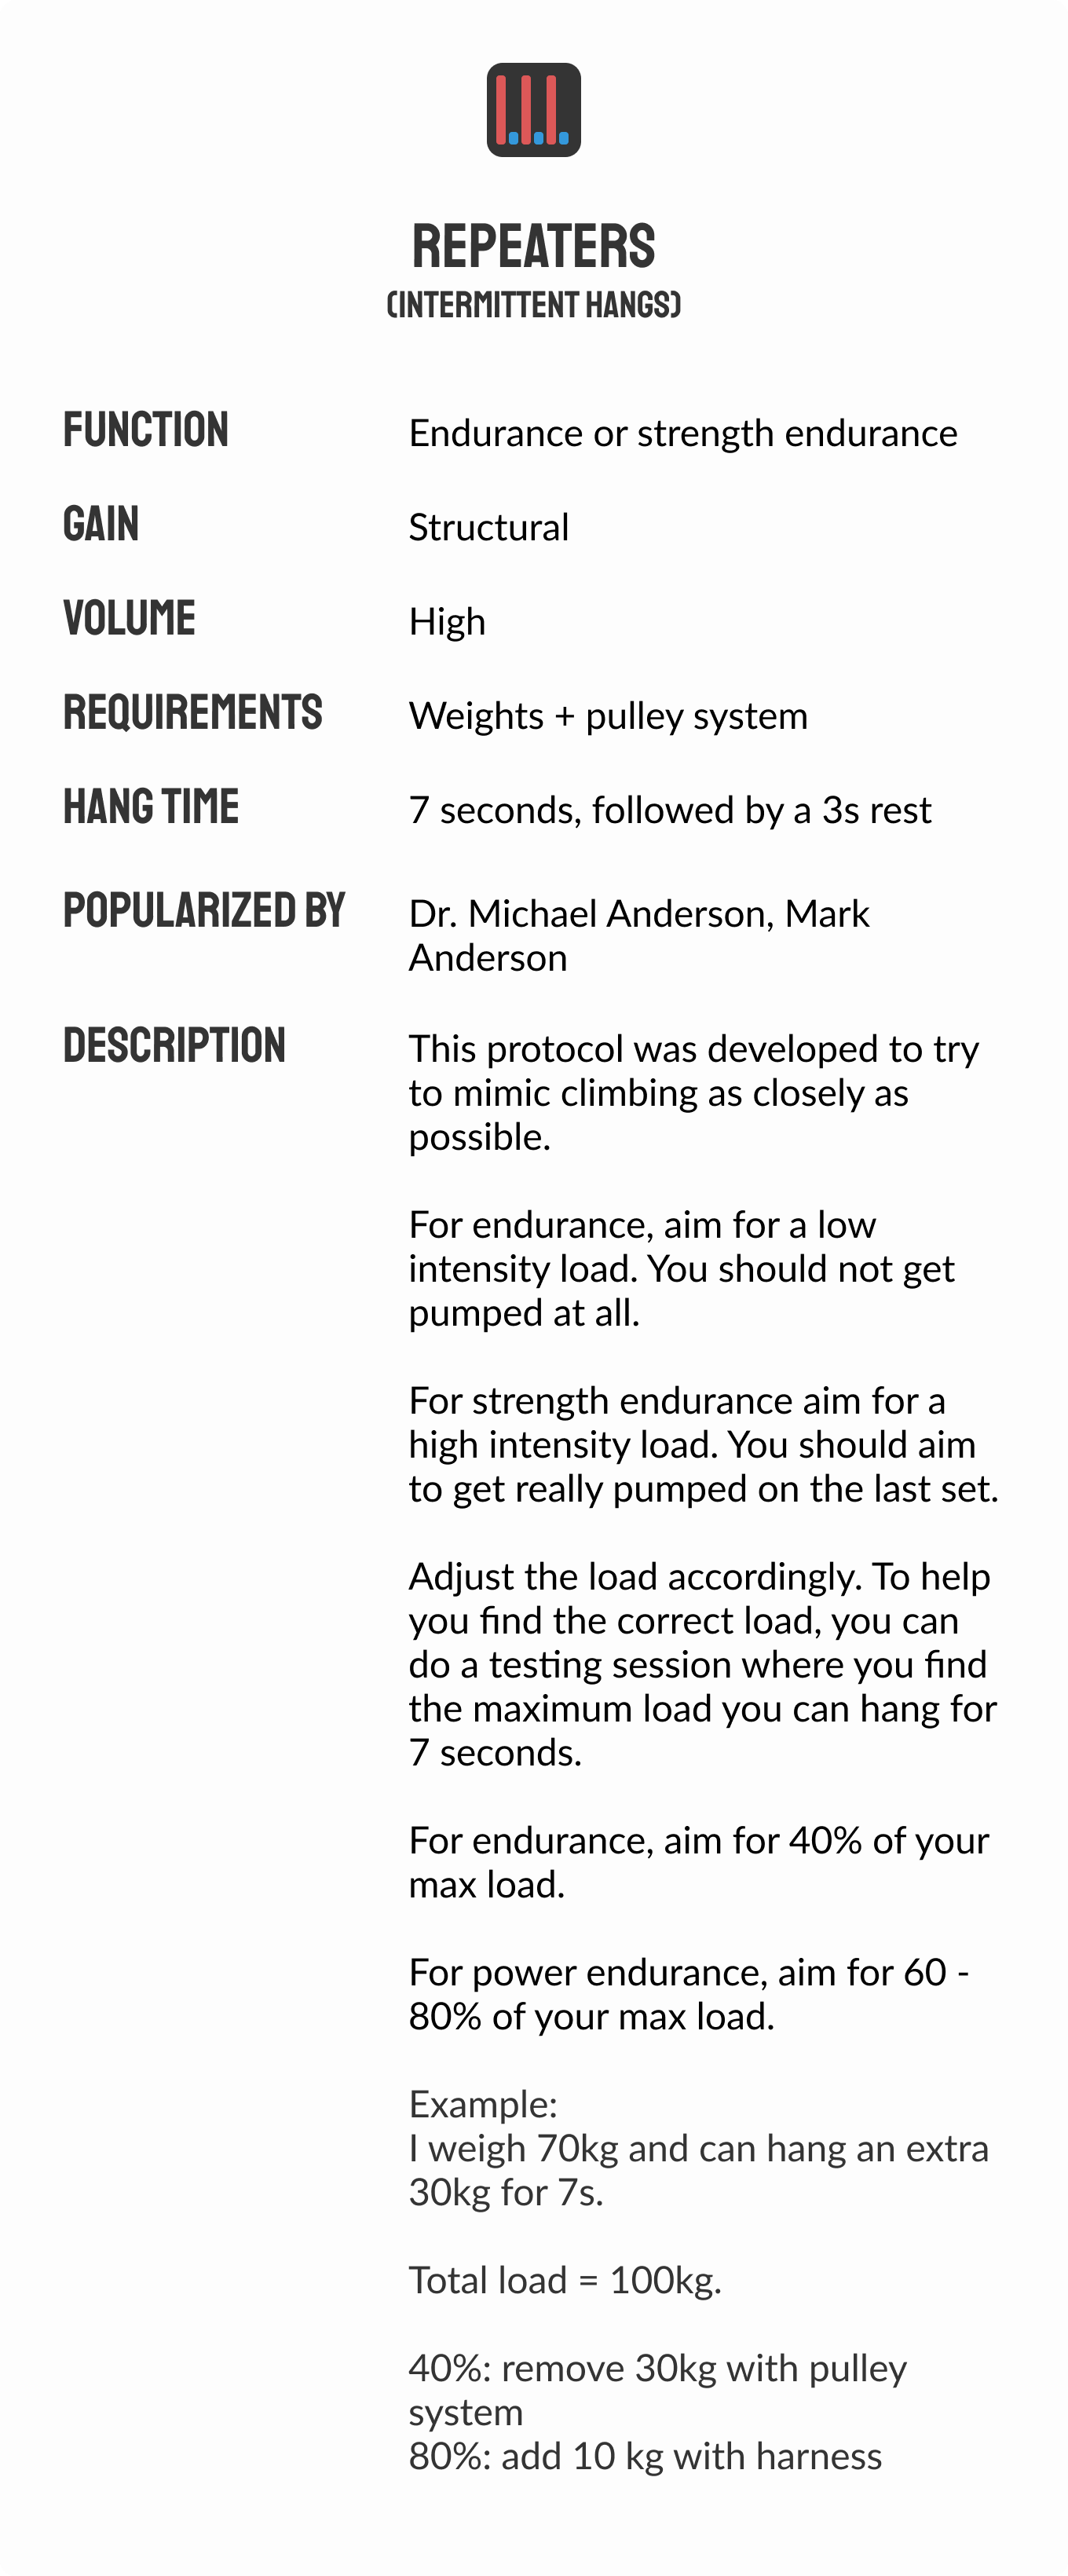 REPEATERS
(INTERMITTENT HANGS)
FUNCTION
Endurance or strength endurance
GAIN
Structural
VOLUME
High
REQUIREMENTS
Weights + pulley system
HANG TIME
7 seconds, followed by a 3s rest
POPULARIZED BY
Dr. Michael Anderson, Mark
Anderson
DESCRIPTION
This protocol was developed to try
to mimic climbing as closely as
possible.
For endurance, aim for a low
intensity load. You should not get
pumped at all.
For strength endurance aim for a
high intensity load. You should aim
to get really pumped on the last set.
Adjust the load accordingly. To help
you find the correct load, you can
do a testing session where you find
the maximum load you can hang for
7 seconds.
For endurance, aim for 40% of your
max load.
For power endurance, aim for 60 -
80% of your max load.
Example:
I weigh 70kg and can hang an extra
30kg for 7s.
Total load = 100kg.
40%: remove 30kg with pulley
system
80%: add 10 kg with harness